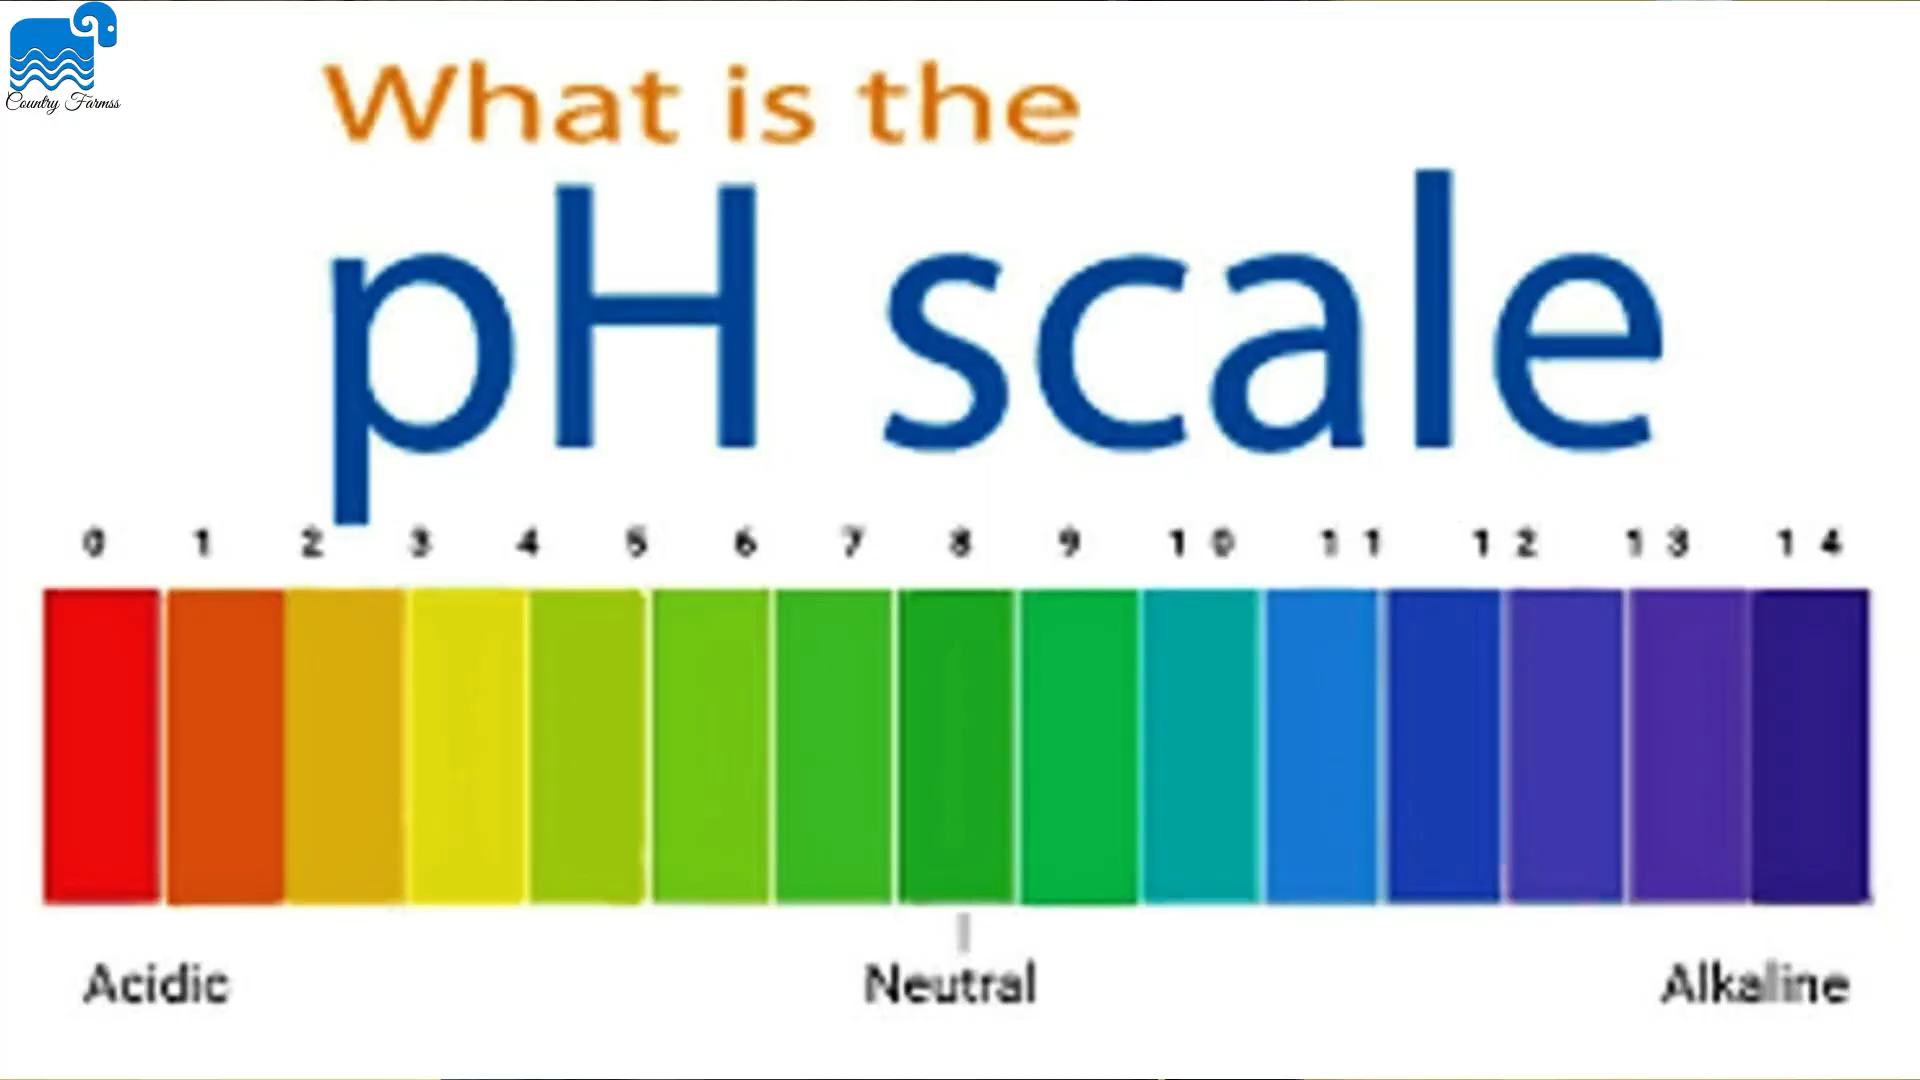 Country Farmss
What is the
pH scale
0 1 2 3 4 5 6 7 8 9 10 11 12 13 14
Acidic Neutral Alkaline